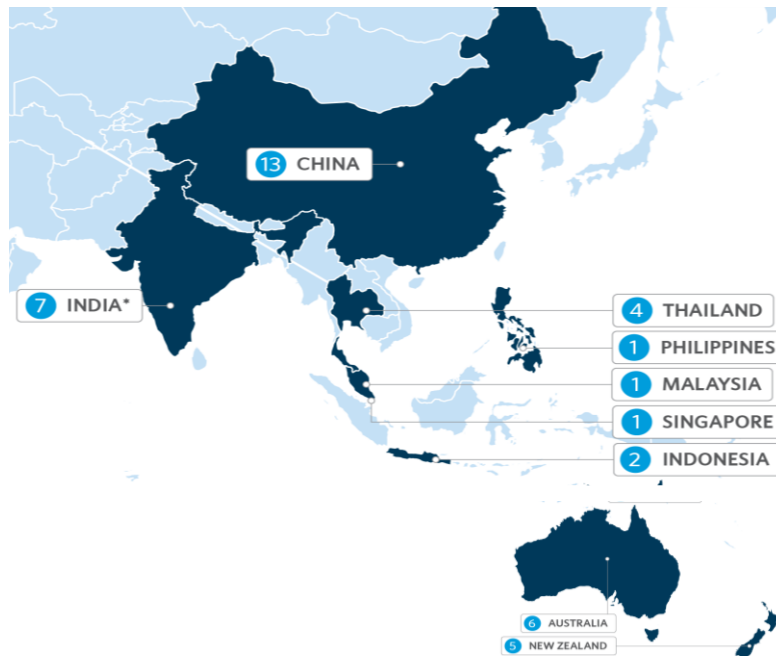 13 CHINA
7 INDIA*
4 THAILAND
1 PHILIPPINES
1 MALAYSIA
1 SINGAPORE
2 INDONESIA
6 AUSTRALIA
5 NEW ZEALAND